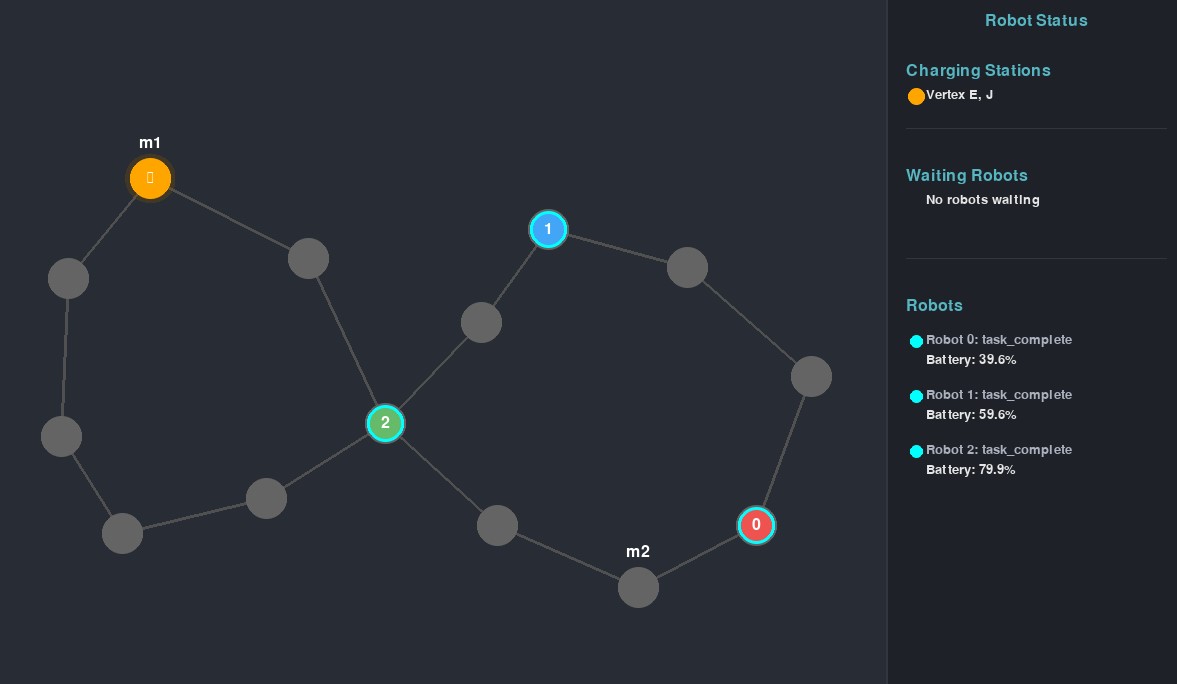 Robot Status
Charging Stations
Vertex E, J
Waiting Robots
No robots waiting
Robots
Robot 0: task_complete
Battery: 39.6%
Robot 1: task_complete
Battery: 59.6%
Robot 2: task_complete
Battery: 79.9%
m1
1
2
0
m2